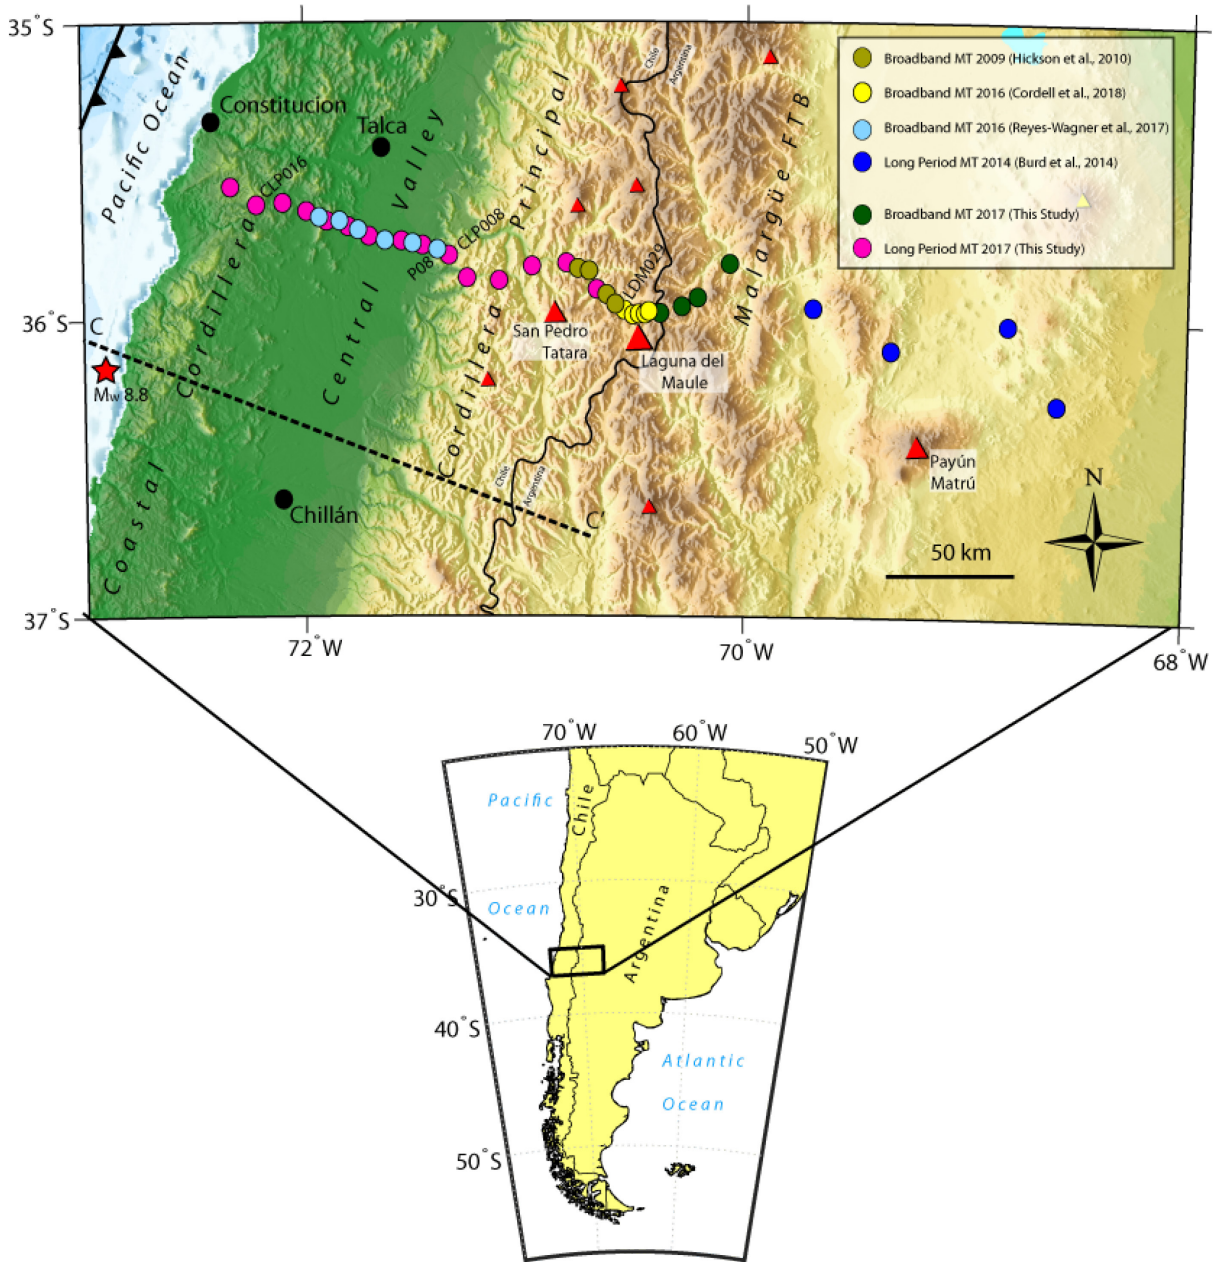 35°S
36°S
37°S
72°W
70°W
68°W
Pacific Ocean
Constitucion
Talca
CLP016
Coastal Cordillera
Central Valley
P08
CLP008
Cordillera Principal
LDM029
Chile
Argentina
Malargüe FTB
Broadband MT 2009 (Hickson et al., 2010)
Broadband MT 2016 (Cordell et al., 2018)
Broadband MT 2016 (Reyes-Wagner et al., 2017)
Long Period MT 2014 (Burd et al., 2014)
Broadband MT 2017 (This Study)
Long Period MT 2017 (This Study)
San Pedro
Tatara
Laguna del
Maule
C
Mw 8.8
Chillán
Chile
Argentina
C'
Payún
Matrú
N
50 km
70°W
60°W
50°W
30°S
40°S
50°S
Pacific
Ocean
Chile
Argentina
Atlantic
Ocean